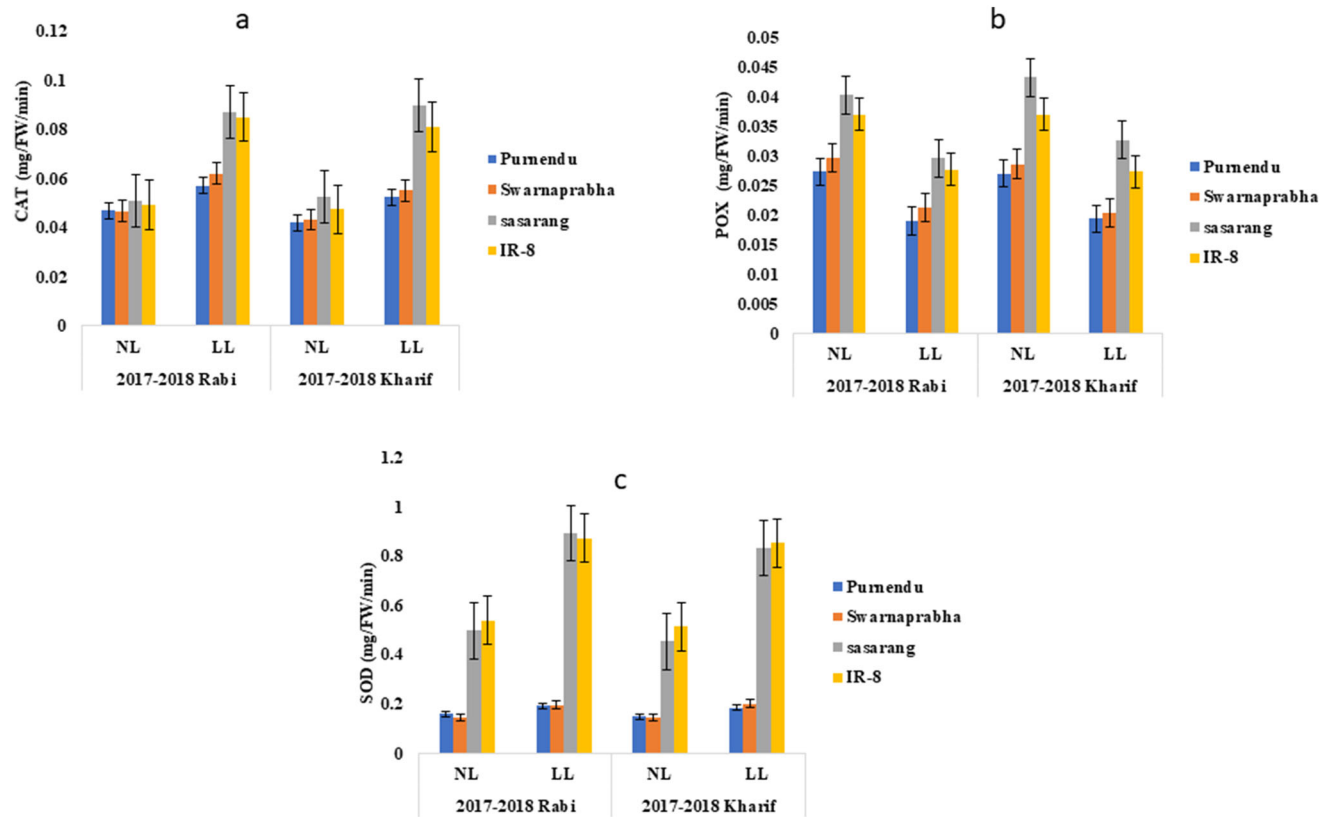 a
CAT (mg/FW/min)
0.12
0.1
0.08
0.06
0.04
0.02
0
NL LL NL LL
2017-2018 Rabi 2017-2018 Kharif
Purnendu
Swarnaprabha
sasarang
IR-8
b
POX (mg/FW/min)
0.05
0.045
0.04
0.035
0.03
0.025
0.02
0.015
0.01
0.005
0
NL LL NL LL
2017-2018 Rabi 2017-2018 Kharif
Purnendu
Swarnaprabha
sasarang
IR-8
c
SOD (mg/FW/min)
1.2
1
0.8
0.6
0.4
0.2
0
NL LL NL LL
2017-2018 Rabi 2017-2018 Kharif
Purnendu
Swarnaprabha
sasarang
IR-8